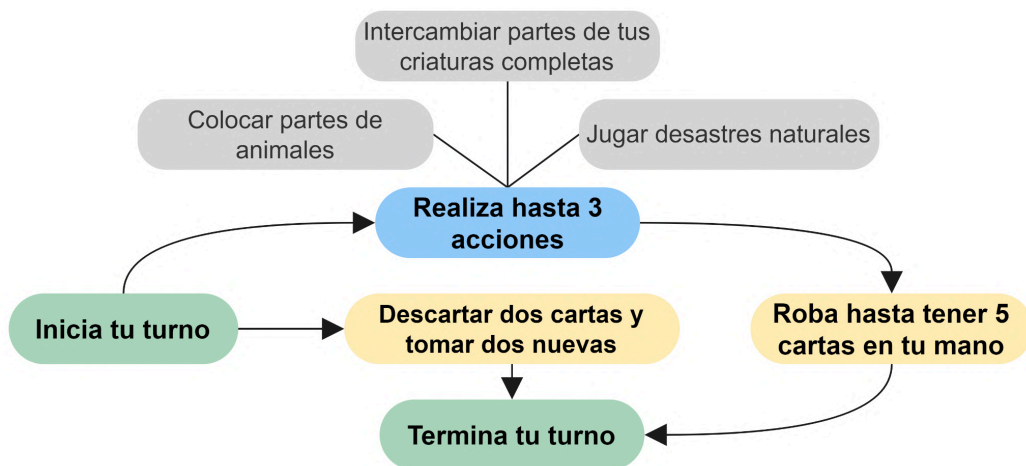 Intercambiar partes de tus
criaturas completas
Colocar partes de
animales
Jugar desastres naturales
Realiza hasta 3
acciones
Inicia tu turno
Descartar dos cartas y
tomar dos nuevas
Roba hasta tener 5
cartas en tu mano
Termina tu turno